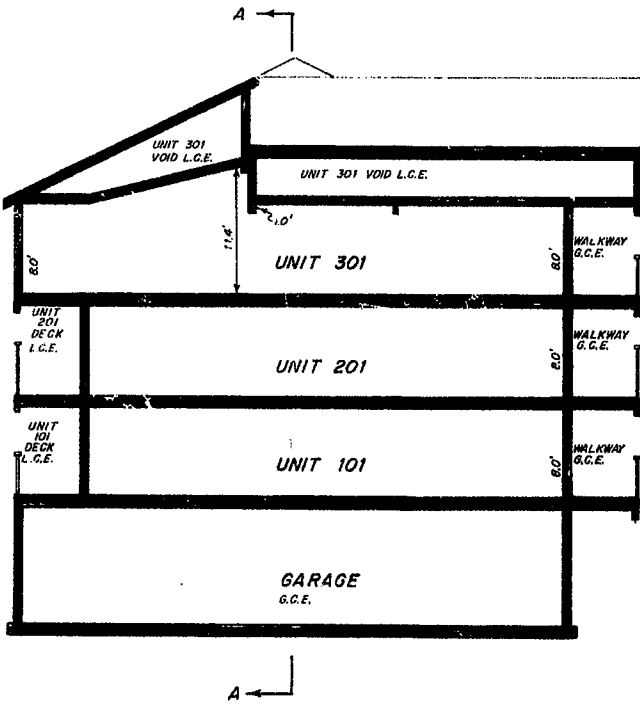 A
UNIT 301
VOID L.C.E.
UNIT 301 VOID L.C.E.
1.0'
11.4'
8.0'
UNIT 301
8.0'
WALKWAY
G.C.E.
UNIT
201
DECK
L.C.E.
UNIT 201
8.0'
WALKWAY
G.C.E.
UNIT
101
DECK
L.C.E.
UNIT 101
8.0'
WALKWAY
G.C.E.
GARAGE
G.C.E.
A